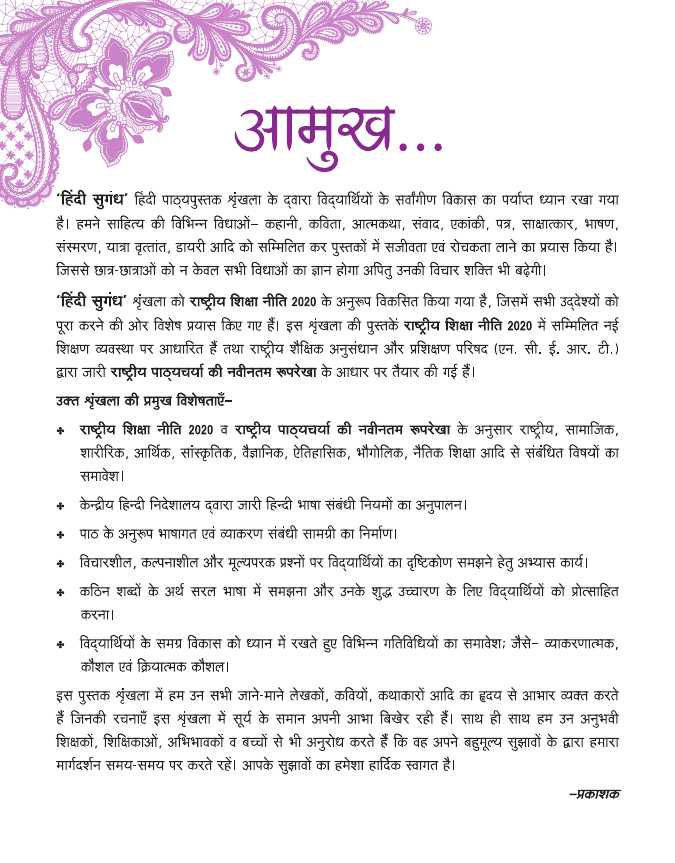 आमुख...
‘हिंदी सुगंध’ हिंदी पाठ्यपुस्तक शृंखला के द्‌वारा विद्‌यार्थियों के सर्वांगीण विकास का पर्याप्त ध्यान रखा गया
है। हमने साहित्य की विभिन्न विधाओं– कहानी, कविता, आत्मकथा, संवाद, एकांकी, पत्र, साक्षात्कार, भाषण,
संस्मरण, यात्रा वृत्तांत, डायरी आदि को सम्मिलित कर पुस्तकों में सजीवता एवं रोचकता लाने का प्रयास किया है।
जिससे छात्र-छात्राओं को न केवल सभी विधाओं का ज्ञान होगा अपितु उनकी विचार शक्ति भी बढ़ेगी।
‘हिंदी सुगंध’ शृंखला को राष्ट्रीय शिक्षा नीति 2020 के अनुरूप विकसित किया गया है, जिसमें सभी उद्‌देश्यों को
पूरा करने की ओर विशेष प्रयास किए गए हैं। इस शृंखला की पुस्तकें राष्ट्रीय शिक्षा नीति 2020 में सम्मिलित नई
शिक्षण व्यवस्था पर आधारित हैं तथा राष्ट्रीय शैक्षिक अनुसंधान और प्रशिक्षण परिषद (एन. सी. ई. आर. टी.)
द्वारा जारी राष्ट्रीय पाठ्यचर्या की नवीनतम रूपरेखा के आधार पर तैयार की गई हैं।
उक्त शृंखला की प्रमुख विशेषताएँ–
✤ राष्ट्रीय शिक्षा नीति 2020 व राष्ट्रीय पाठ्यचर्या की नवीनतम रूपरेखा के अनुसार राष्ट्रीय, सामाजिक,
शारीरिक, आर्थिक, सांस्कृतिक, वैज्ञानिक, ऐतिहासिक, भौगोलिक, नैतिक शिक्षा आदि से संबंधित विषयों का
समावेश।
✤ केन्द्रीय हिन्दी निदेशालय द्‌वारा जारी हिन्दी भाषा संबंधी नियमों का अनुपालन।
✤ पाठ के अनुरूप भाषागत एवं व्याकरण संबंधी सामग्री का निर्माण।
✤ विचारशील, कल्पनाशील और मूल्यपरक प्रश्नों पर विद्‌यार्थियों का दृष्टिकोण समझने हेतु अभ्यास कार्य।
✤ कठिन शब्दों के अर्थ सरल भाषा में समझना और उनके शुद्ध उच्चारण के लिए विद्‌यार्थियों को प्रोत्साहित
करना।
✤ विद्‌यार्थियों के समग्र विकास को ध्यान में रखते हुए विभिन्न गतिविधियों का समावेश; जैसे– व्याकरणात्मक,
कौशल एवं क्रियात्मक कौशल।
इस पुस्तक शृंखला में हम उन सभी जाने-माने लेखकों, कवियों, कथाकारों आदि का हृदय से आभार व्यक्त करते
हैं जिनकी रचनाएँ इस शृंखला में सूर्य के समान अपनी आभा बिखेर रही हैं। साथ ही साथ हम उन अनुभवी
शिक्षकों, शिक्षिकाओं, अभिभावकों व बच्चों से भी अनुरोध करते हैं कि वह अपने बहुमूल्य सुझावों के द्वारा हमारा
मार्गदर्शन समय-समय पर करते रहें। आपके सुझावों का हमेशा हार्दिक स्वागत है।
–प्रकाशक